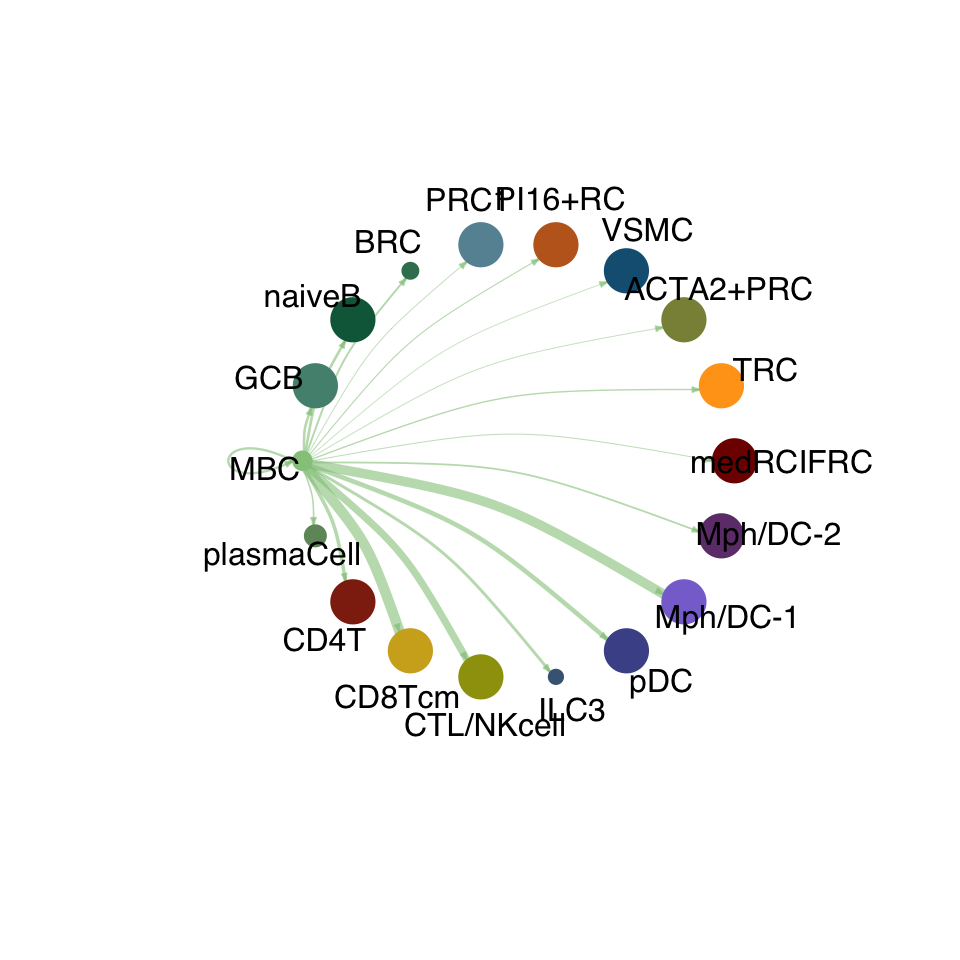 PRC1
PI16+RC
VSMC
BRC
ACTA2+PRC
naiveB
TRC
GCB
medRCIFRC
MBC
Mph/DC-2
plasmaCell
Mph/DC-1
CD4T
pDC
CD8Tcm
ILC3
CTL/NKcell